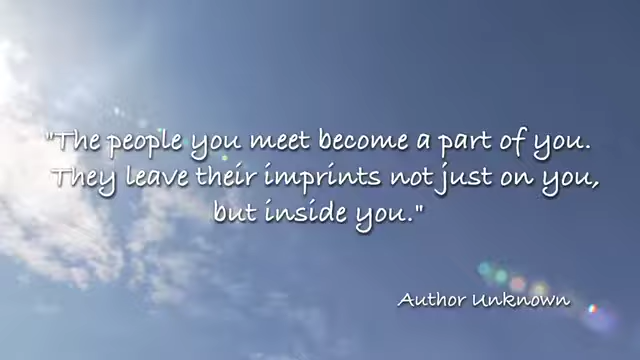 "The people you meet become a part of you.
They leave their imprints not just on you,
but inside you."
Author Unknown